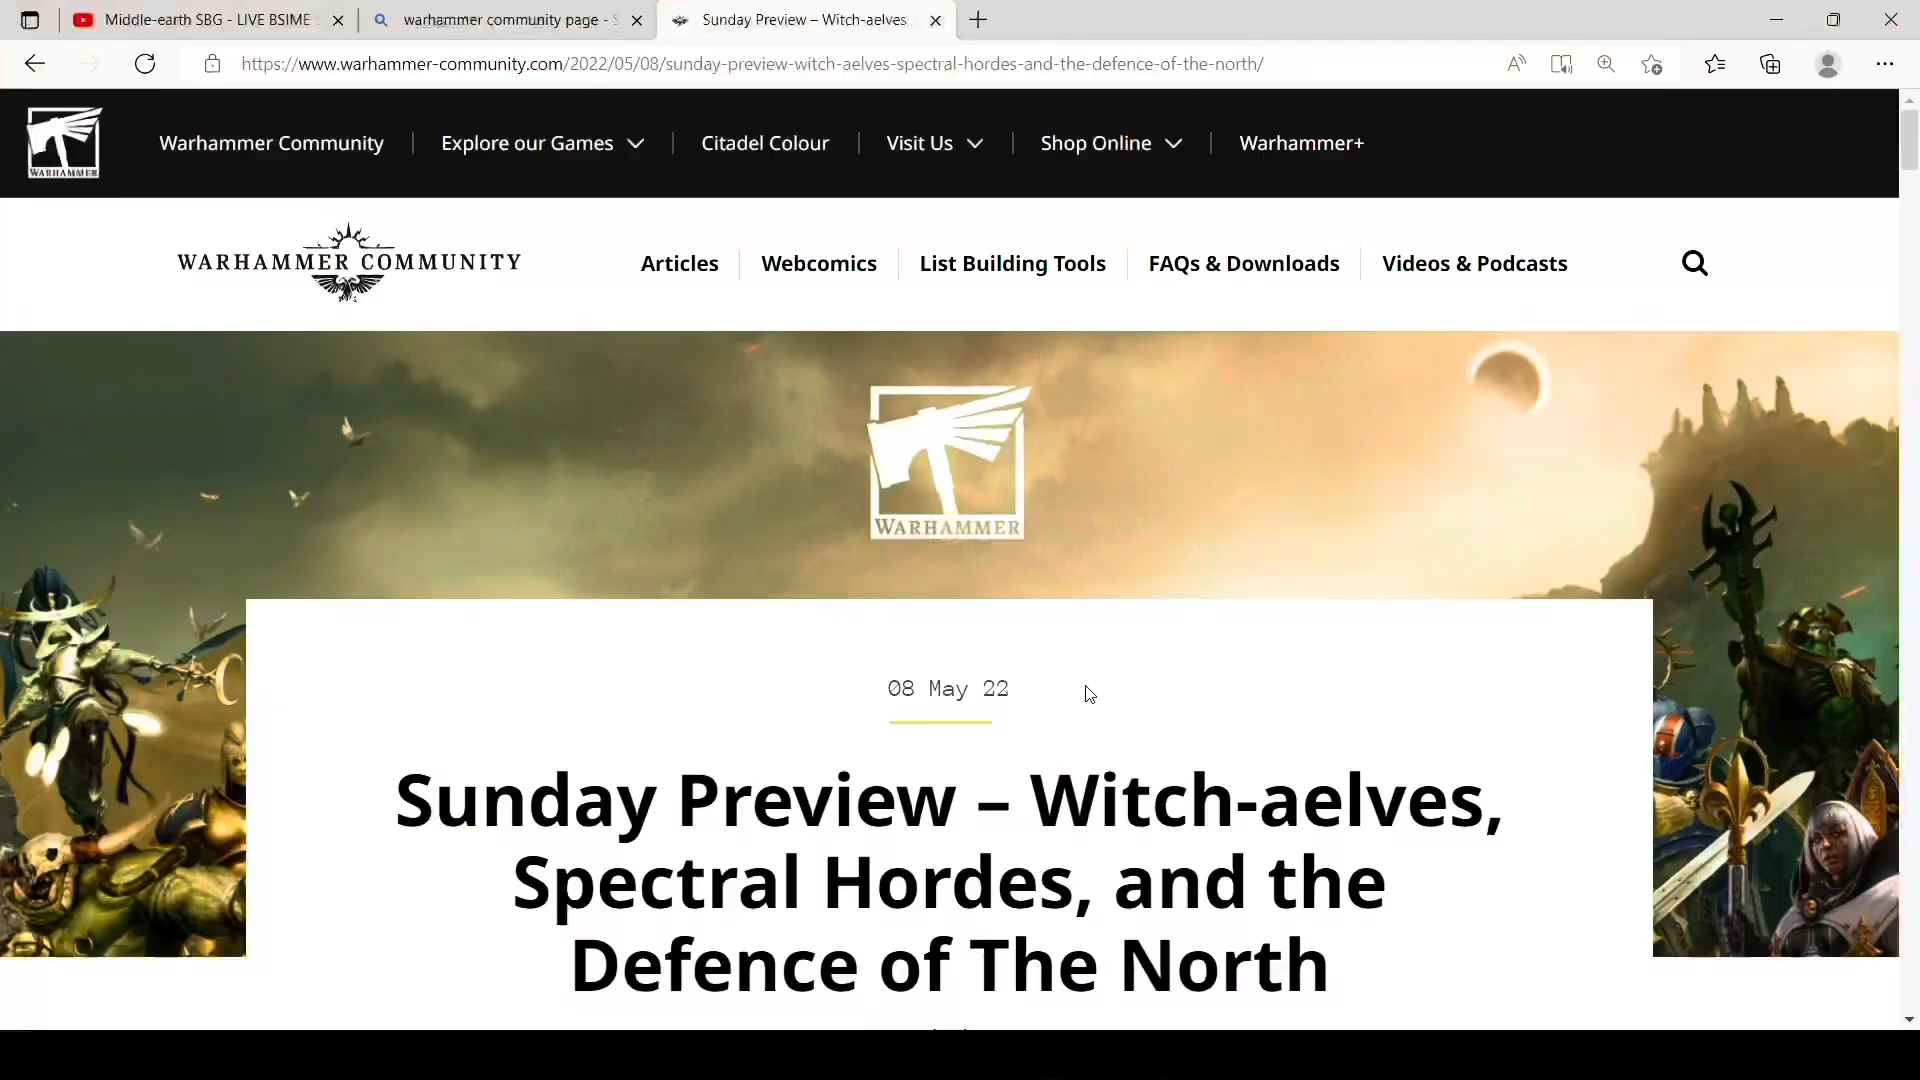 Middle-earth SBG - LIVE BSIME
warhammer community page - S
Sunday Preview – Witch-aelves,
https://www.warhammer-community.com/2022/05/08/sunday-preview-witch-aelves-spectral-hordes-and-the-defence-of-the-north/
WARHAMMER
Warhammer Community
Explore our Games
Citadel Colour
Visit Us
Shop Online
Warhammer+
WARHAMMER COMMUNITY
Articles
Webcomics
List Building Tools
FAQs & Downloads
Videos & Podcasts
WARHAMMER
08 May 22
Sunday Preview – Witch-aelves,
Spectral Hordes, and the
Defence of The North